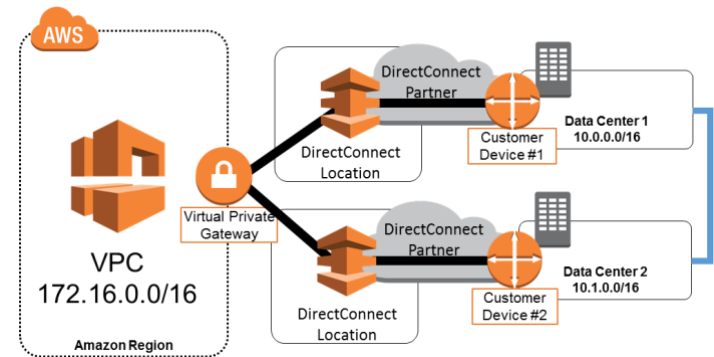 AWS
DirectConnect
Partner
DirectConnect
Location
Customer
Device #1
Data Center 1
10.0.0.0/16
Virtual Private
Gateway
VPC
172.16.0.0/16
Amazon Region
DirectConnect
Partner
DirectConnect
Location
Customer
Device #2
Data Center 2
10.1.0.0/16